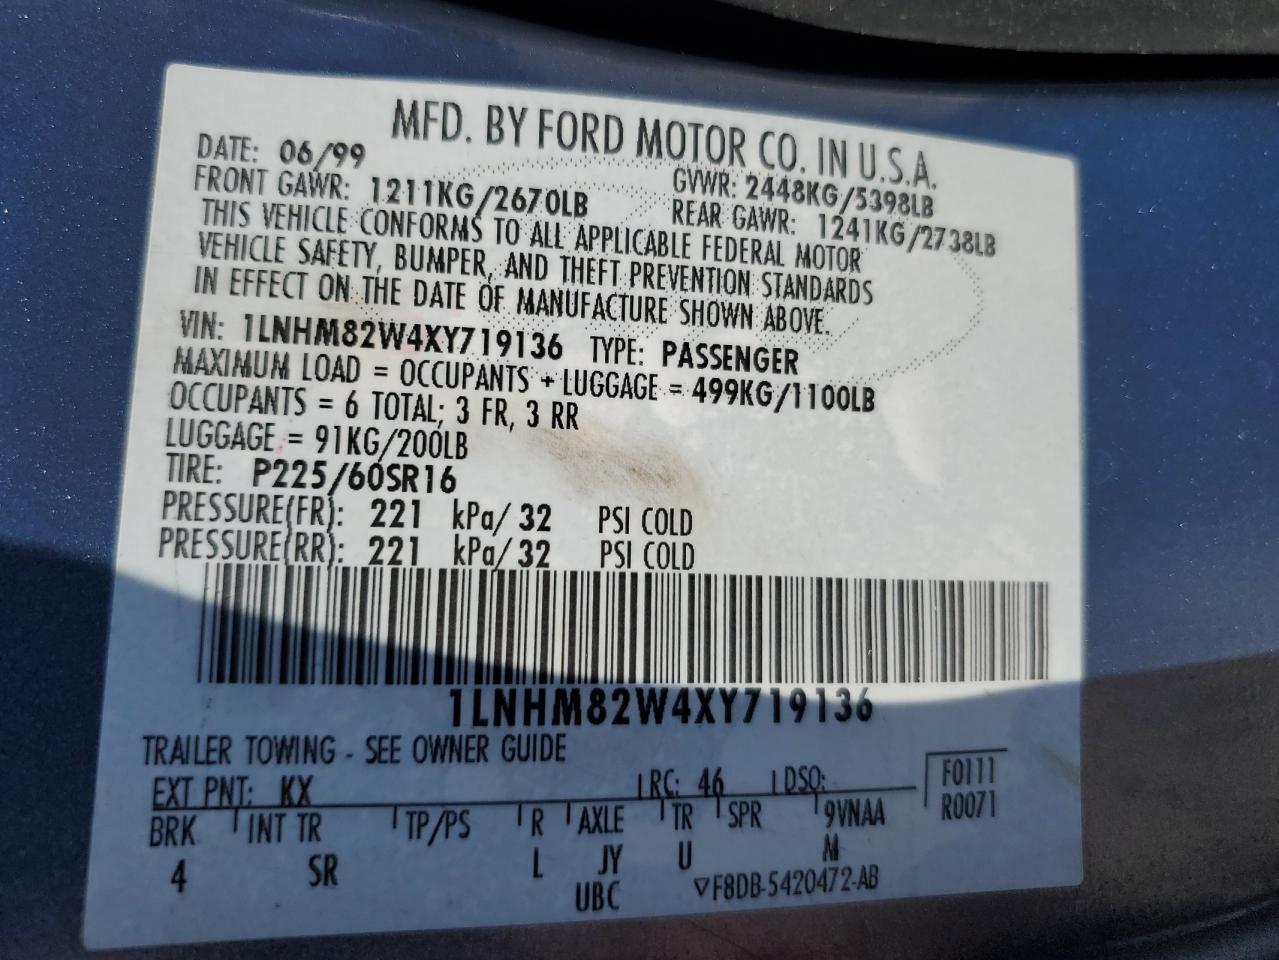 MFD. BY FORD MOTOR CO. IN U.S.A.
DATE: 06/99 GVWR: 2448KG/5398LB
FRONT GAWR: 1211KG/2670LB REAR GAWR: 1241KG/2738LB
THIS VEHICLE CONFORMS TO ALL APPLICABLE FEDERAL MOTOR
VEHICLE SAFETY, BUMPER, AND THEFT PREVENTION STANDARDS
IN EFFECT ON THE DATE OF MANUFACTURE SHOWN ABOVE.
VIN: 1LNHM82W4XY719136 TYPE: PASSENGER
MAXIMUM LOAD = OCCUPANTS + LUGGAGE = 499KG/1100LB
OCCUPANTS = 6 TOTAL; 3 FR, 3 RR
LUGGAGE = 91KG/200LB
TIRE: P225/60SR16
PRESSURE(FR): 221 kPa/ 32 PSI COLD
PRESSURE(RR): 221 kPa/ 32 PSI COLD
1LNHM82W4XY719136
TRAILER TOWING - SEE OWNER GUIDE
EXT PNT: KX RC: 46 DSO: F0111
R0071
BRK INT TR TP/PS R AXLE TR SPR 9VNAA
4 SR L JY U M
UBC ▽F8DB-5420472-AB